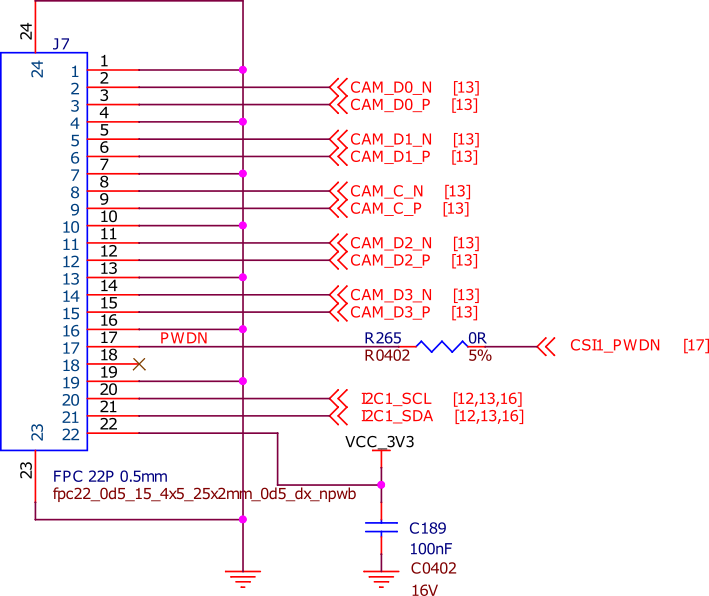 24
J7
24
1 1
2 2 CAM_D0_N [13]
3 3 CAM_D0_P [13]
4 4
5 5 CAM_D1_N [13]
6 6 CAM_D1_P [13]
7 7
8 8 CAM_C_N [13]
9 9 CAM_C_P [13]
10 10
11 11 CAM_D2_N [13]
12 12 CAM_D2_P [13]
13 13
14 14 CAM_D3_N [13]
15 15 CAM_D3_P [13]
16 16
17 17 PWDN R265 0R CSI1_PWDN [17]
R0402 5%
18 18
19 19
20 20 I2C1_SCL [12,13,16]
21 21 I2C1_SDA [12,13,16]
22 22
23
VCC_3V3
23
FPC 22P 0.5mm
fpc22_0d5_15_4x5_25x2mm_0d5_dx_npwb
C189
100nF
C0402
16V